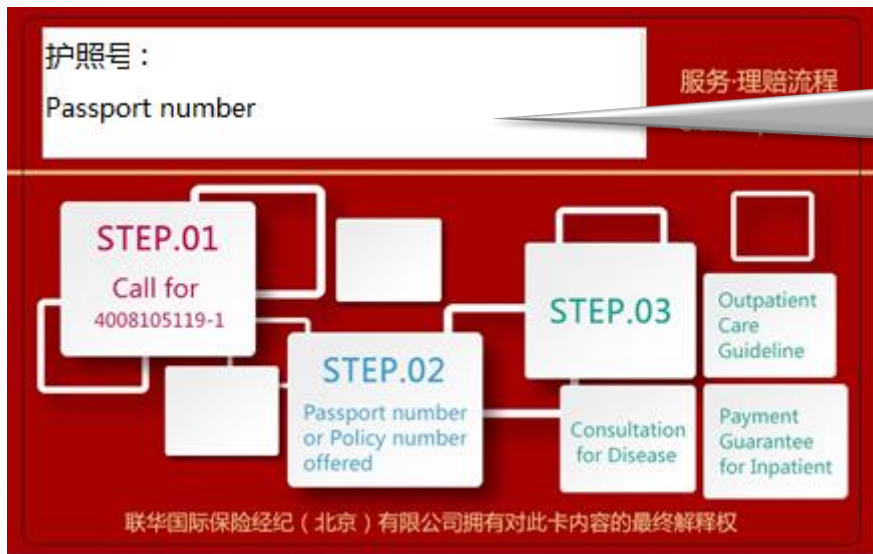 护照号：
Passport number
服务·理赔流程
STEP.01
Call for
4008105119-1
STEP.02
Passport number
or Policy number
offered
STEP.03
Outpatient
Care
Guideline
Consultation
for Disease
Payment
Guarantee
for Inpatient
联华国际保险经纪（北京）有限公司拥有对此卡内容的最终解释权